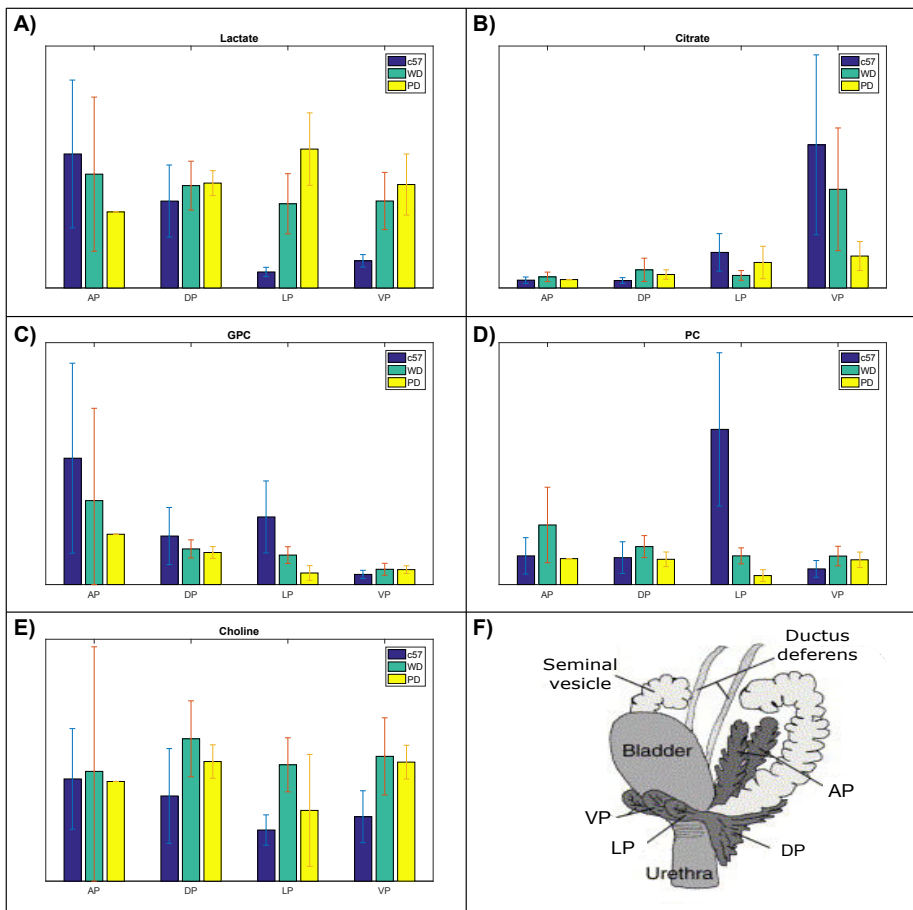 A)
Lactate
c57
WD
PD
AP
DP
LP
VP
B)
Citrate
c57
WD
PD
AP
DP
LP
VP
C)
GPC
c57
WD
PD
AP
DP
LP
VP
D)
PC
c57
WD
PD
AP
DP
LP
VP
E)
Choline
c57
WD
PD
AP
DP
LP
VP
F)
Ductus
deferens
Seminal
vesicle
Bladder
AP
VP
LP
DP
Urethra